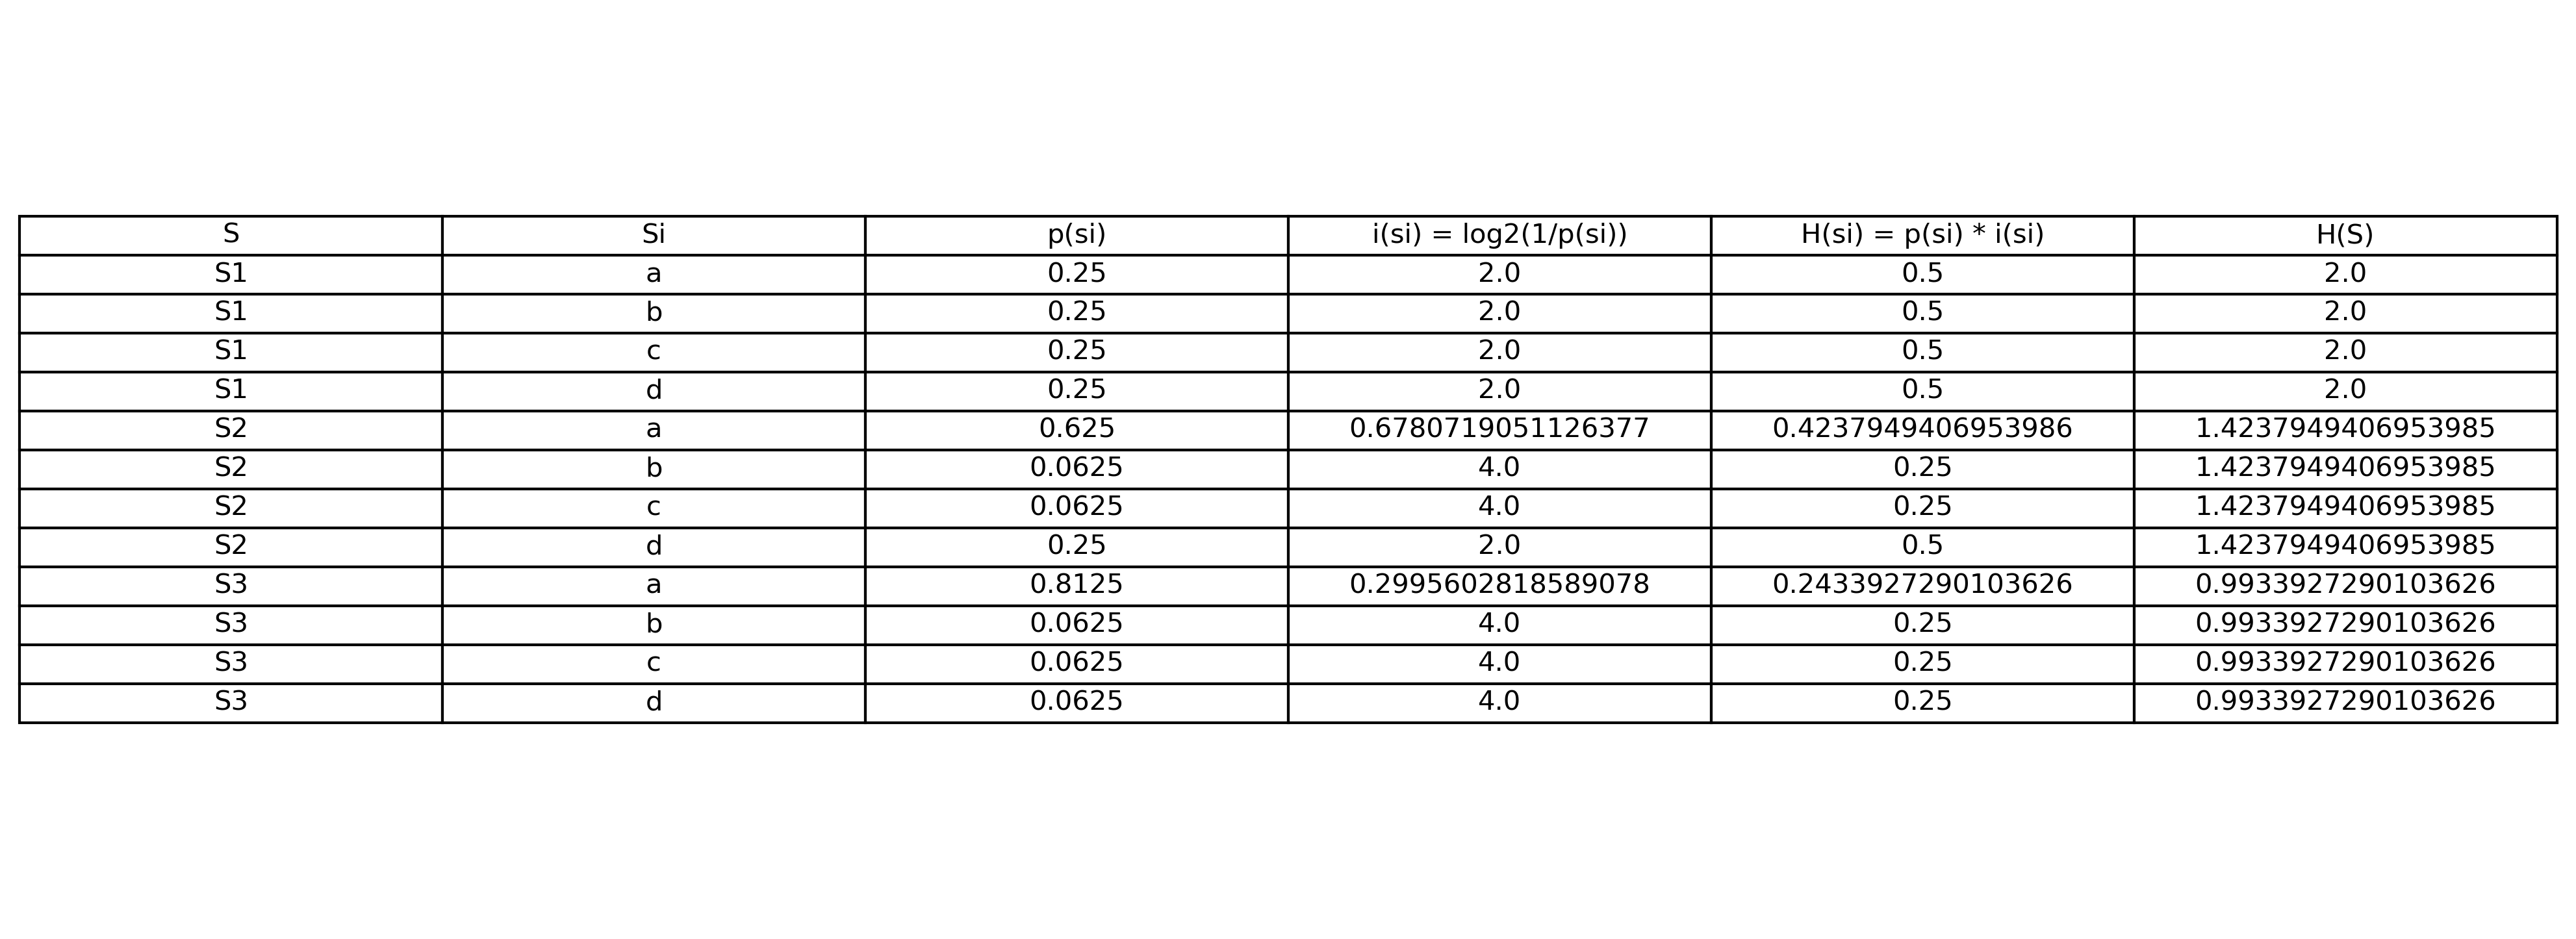 S Si p(si) i(si) = log2(1/p(si)) H(si) = p(si) * i(si) H(S)
S1 a 0.25 2.0 0.5 2.0
S1 b 0.25 2.0 0.5 2.0
S1 c 0.25 2.0 0.5 2.0
S1 d 0.25 2.0 0.5 2.0
S2 a 0.625 0.6780719051126377 0.4237949406953986 1.4237949406953985
S2 b 0.0625 4.0 0.25 1.4237949406953985
S2 c 0.0625 4.0 0.25 1.4237949406953985
S2 d 0.25 2.0 0.5 1.4237949406953985
S3 a 0.8125 0.2995602818589078 0.2433927290103626 0.9933927290103626
S3 b 0.0625 4.0 0.25 0.9933927290103626
S3 c 0.0625 4.0 0.25 0.9933927290103626
S3 d 0.0625 4.0 0.25 0.9933927290103626